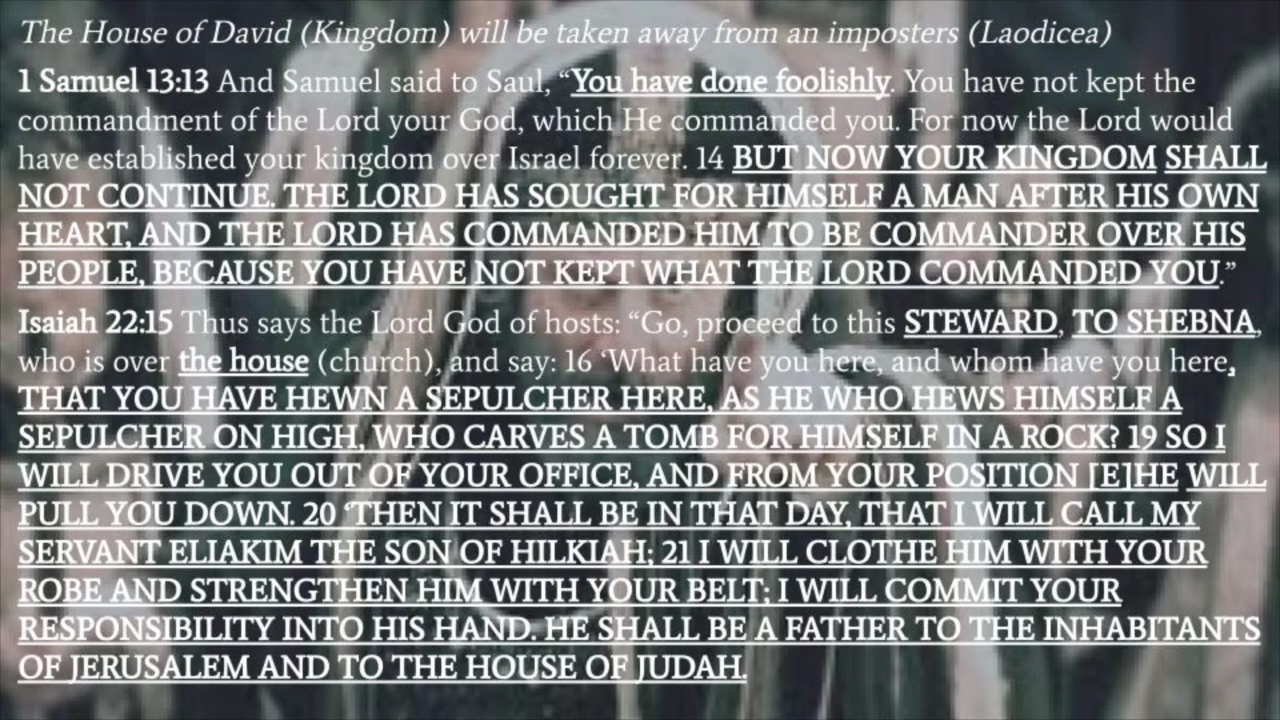 The House of David (Kingdom) will be taken away from an imposters (Laodicea)
1 Samuel 13:13 And Samuel said to Saul, “You have done foolishly. You have not kept the
commandment of the Lord your God, which He commanded you. For now the Lord would
have established your kingdom over Israel forever. 14 BUT NOW YOUR KINGDOM SHALL
NOT CONTINUE. THE LORD HAS SOUGHT FOR HIMSELF A MAN AFTER HIS OWN
HEART, AND THE LORD HAS COMMANDED HIM TO BE COMMANDER OVER HIS
PEOPLE, BECAUSE YOU HAVE NOT KEPT WHAT THE LORD COMMANDED YOU.”
Isaiah 22:15 Thus says the Lord God of hosts: “Go, proceed to this STEWARD, TO SHEBNA,
who is over the house (church), and say: 16 ‘What have you here, and whom have you here,
THAT YOU HAVE HEWN A SEPULCHER HERE, AS HE WHO HEWS HIMSELF A
SEPULCHER ON HIGH, WHO CARVES A TOMB FOR HIMSELF IN A ROCK? 19 SO I
WILL DRIVE YOU OUT OF YOUR OFFICE, AND FROM YOUR POSITION [E]HE WILL
PULL YOU DOWN. 20 ‘THEN IT SHALL BE IN THAT DAY, THAT I WILL CALL MY
SERVANT ELIAKIM THE SON OF HILKIAH; 21 I WILL CLOTHE HIM WITH YOUR
ROBE AND STRENGTHEN HIM WITH YOUR BELT; I WILL COMMIT YOUR
RESPONSIBILITY INTO HIS HAND. HE SHALL BE A FATHER TO THE INHABITANTS
OF JERUSALEM AND TO THE HOUSE OF JUDAH.